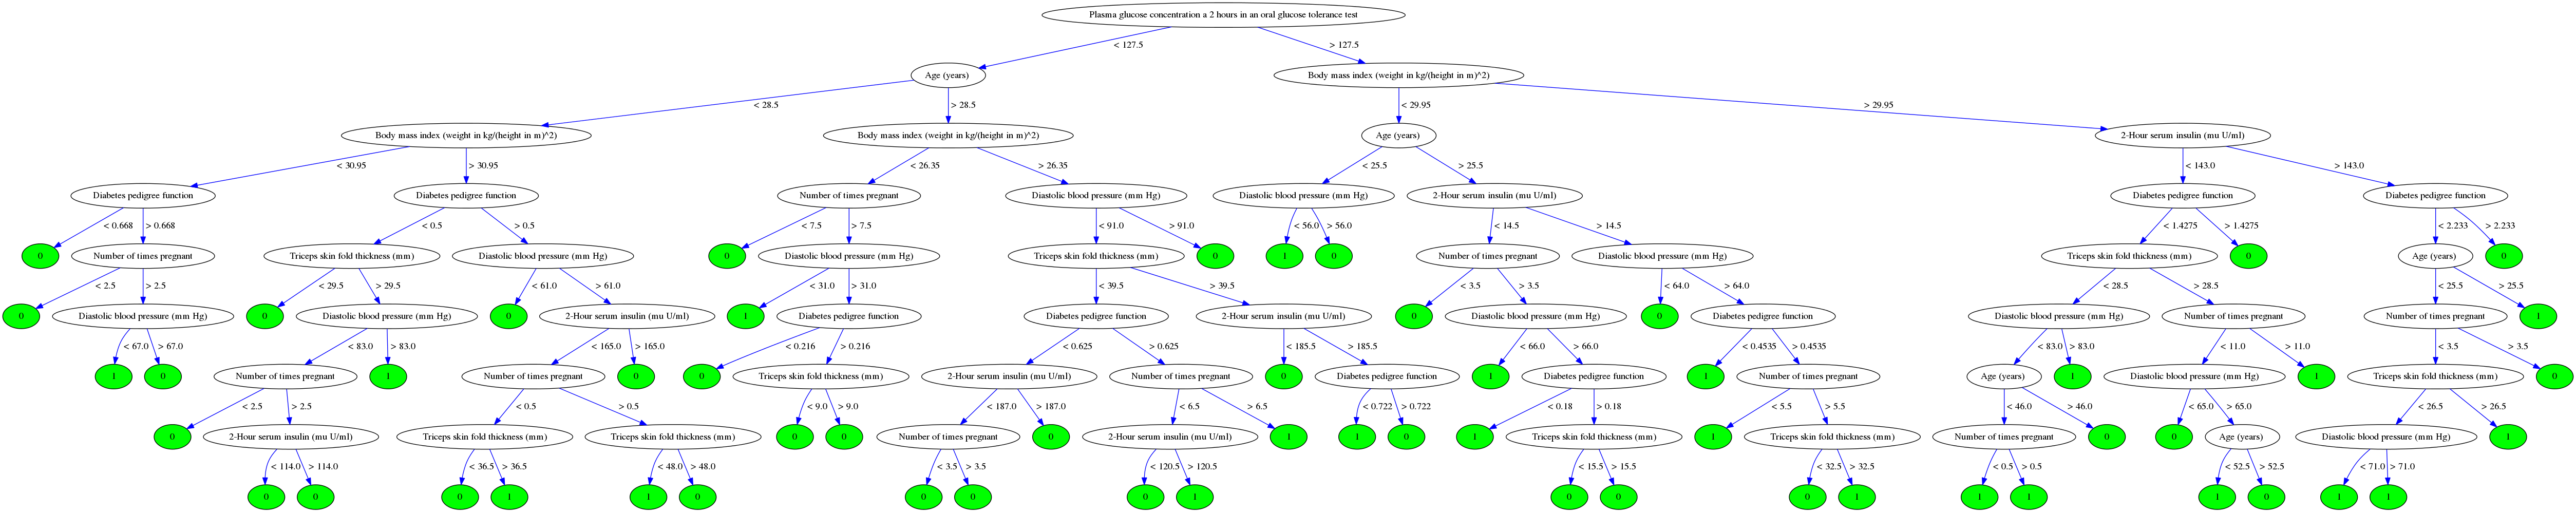 Plasma glucose concentration a 2 hours in an oral glucose tolerance test
< 127.5 > 127.5
Age (years) Body mass index (weight in kg/(height in m)^2)
< 28.5 > 28.5 < 29.95 > 29.95
Body mass index (weight in kg/(height in m)^2) Body mass index (weight in kg/(height in m)^2) Age (years) 2-Hour serum insulin (mu U/ml)
< 30.95 > 30.95 < 26.35 > 26.35 < 25.5 > 25.5 < 143.0 > 143.0
Diabetes pedigree function Diabetes pedigree function Number of times pregnant Diastolic blood pressure (mm Hg) Diastolic blood pressure (mm Hg) 2-Hour serum insulin (mu U/ml) Diabetes pedigree function Diabetes pedigree function
< 0.668 > 0.668 < 0.5 > 0.5 < 7.5 > 7.5 < 91.0 > 91.0 < 56.0 > 56.0 < 14.5 > 14.5 < 1.4275 > 1.4275 < 2.233 > 2.233
0 Number of times pregnant Triceps skin fold thickness (mm) Diastolic blood pressure (mm Hg) 0 Diastolic blood pressure (mm Hg) Triceps skin fold thickness (mm) 0 1 0 Number of times pregnant Diastolic blood pressure (mm Hg) Triceps skin fold thickness (mm) 0 Age (years) 0
< 2.5 > 2.5 < 29.5 > 29.5 < 61.0 > 61.0 < 31.0 > 31.0 < 39.5 > 39.5 < 3.5 > 3.5 < 64.0 > 64.0 < 28.5 > 28.5 < 25.5 > 25.5
0 Diastolic blood pressure (mm Hg) 0 Diastolic blood pressure (mm Hg) 0 2-Hour serum insulin (mu U/ml) 1 Diabetes pedigree function Diabetes pedigree function 2-Hour serum insulin (mu U/ml) 0 Diastolic blood pressure (mm Hg) 0 Diabetes pedigree function Diastolic blood pressure (mm Hg) Number of times pregnant Number of times pregnant 1
< 67.0 > 67.0 < 83.0 > 83.0 < 165.0 > 165.0 < 0.216 > 0.216 < 0.625 > 0.625 < 185.5 > 185.5 < 66.0 > 66.0 < 0.4535 > 0.4535 < 83.0 > 83.0 < 11.0 > 11.0 < 3.5 > 3.5
1 0 Number of times pregnant 1 Number of times pregnant 0 0 Triceps skin fold thickness (mm) 2-Hour serum insulin (mu U/ml) Number of times pregnant 0 Diabetes pedigree function 1 Diabetes pedigree function 1 Number of times pregnant Age (years) 1 Diastolic blood pressure (mm Hg) 1 Triceps skin fold thickness (mm) 0
< 2.5 > 2.5 < 0.5 > 0.5 < 9.0 > 9.0 < 187.0 > 187.0 < 6.5 > 6.5 < 0.722 > 0.722 < 0.18 > 0.18 < 5.5 > 5.5 < 46.0 > 46.0 < 65.0 > 65.0 < 26.5 > 26.5
0 2-Hour serum insulin (mu U/ml) Triceps skin fold thickness (mm) Triceps skin fold thickness (mm) 0 0 Number of times pregnant 0 2-Hour serum insulin (mu U/ml) 1 1 0 1 Triceps skin fold thickness (mm) 1 Triceps skin fold thickness (mm) Number of times pregnant 0 0 Age (years) Diastolic blood pressure (mm Hg) 1
< 114.0 > 114.0 < 36.5 > 36.5 < 48.0 > 48.0 < 3.5 > 3.5 < 120.5 > 120.5 < 15.5 > 15.5 < 32.5 > 32.5 < 0.5 > 0.5 < 52.5 > 52.5 < 71.0 > 71.0
0 0 0 1 1 0 0 0 0 1 0 0 0 1 1 1 1 0 1 1